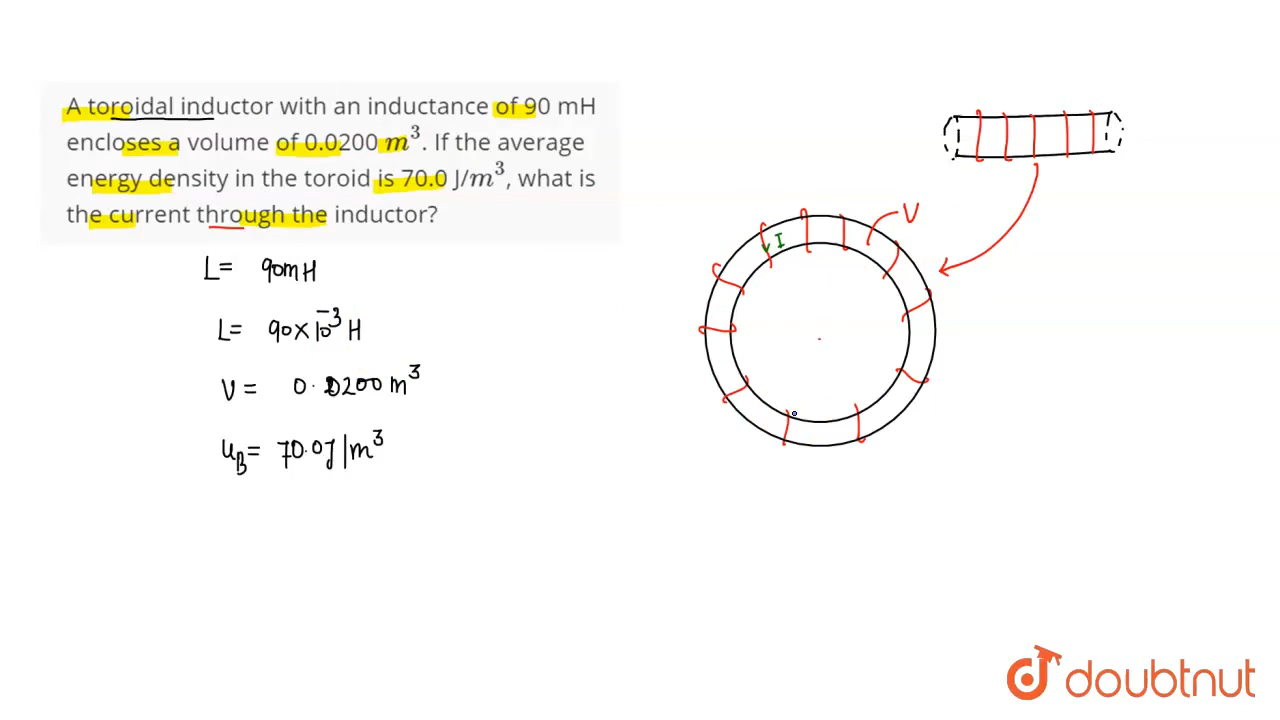 A toroidal inductor with an inductance of 90 mH
encloses a volume of 0.0200 m³. If the average
energy density in the toroid is 70.0 J/m³, what is
the current through the inductor?
L= 90mH
L= 90×10⁻³ H
V= 0.0200 m³
u_B= 70.0J/m³
V
I
doubtnut